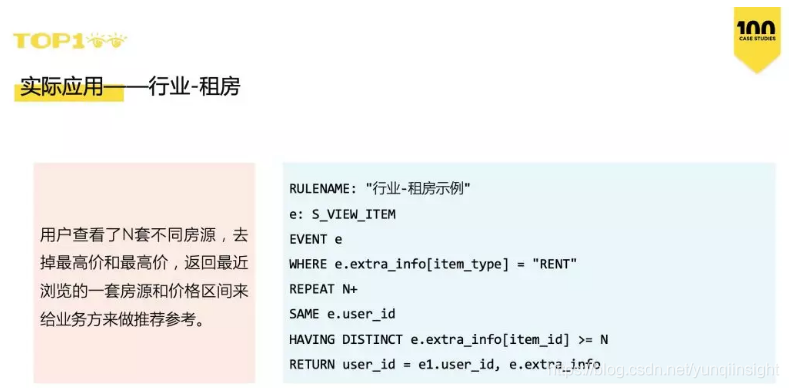 TOP100
100
CASE STUDIES
实际应用——行业-租房
用户查看了N套不同房源，去
掉最高价和最高价，返回最近
浏览的一套房源和价格区间来
给业务方来做推荐参考。
RULENAME: "行业-租房示例"
e: S_VIEW_ITEM
EVENT e
WHERE e.extra_info[item_type] = "RENT"
REPEAT N+
SAME e.user_id
HAVING DISTINCT e.extra_info[item_id] >= N
RETURN user_id = e1.user_id, e.extra_info
https://blog.csdn.net/yunqiinsight